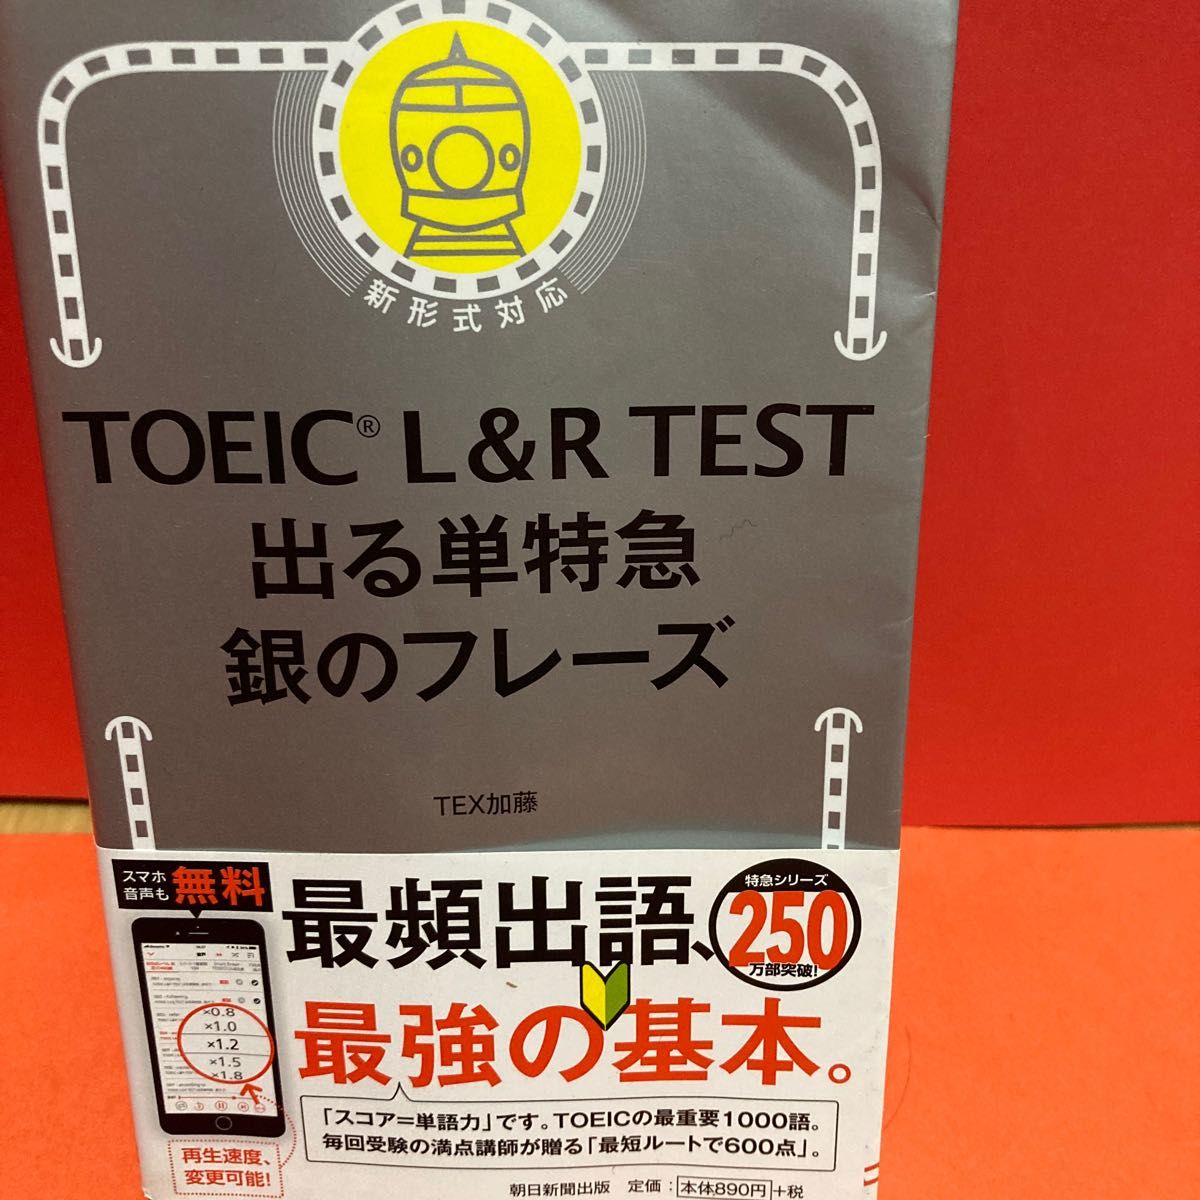 新形式対応
TOEIC® L&R TEST
出る単特急
銀のフレーズ
TEX加藤
スマホ
音声も
無料
最頻出語、
特急シリーズ
250
万部突破!
最強の基本。
×0.8
×1.0
×1.2
×1.5
×1.8
「スコア=単語力」です。TOEICの最重要1000語。
毎回受験の満点講師が贈る「最短ルートで600点」。
再生速度、
変更可能!
朝日新聞出版 定価:本体890円+税